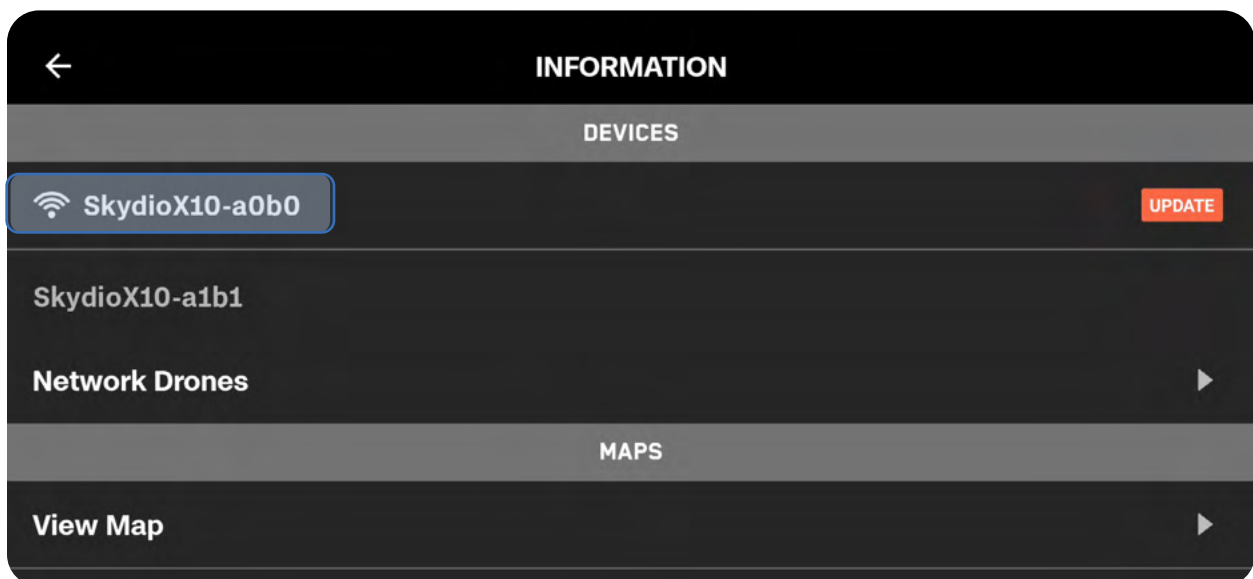 INFORMATION
DEVICES
SkydioX10-a0b0
UPDATE
SkydioX10-a1b1
Network Drones
MAPS
View Map